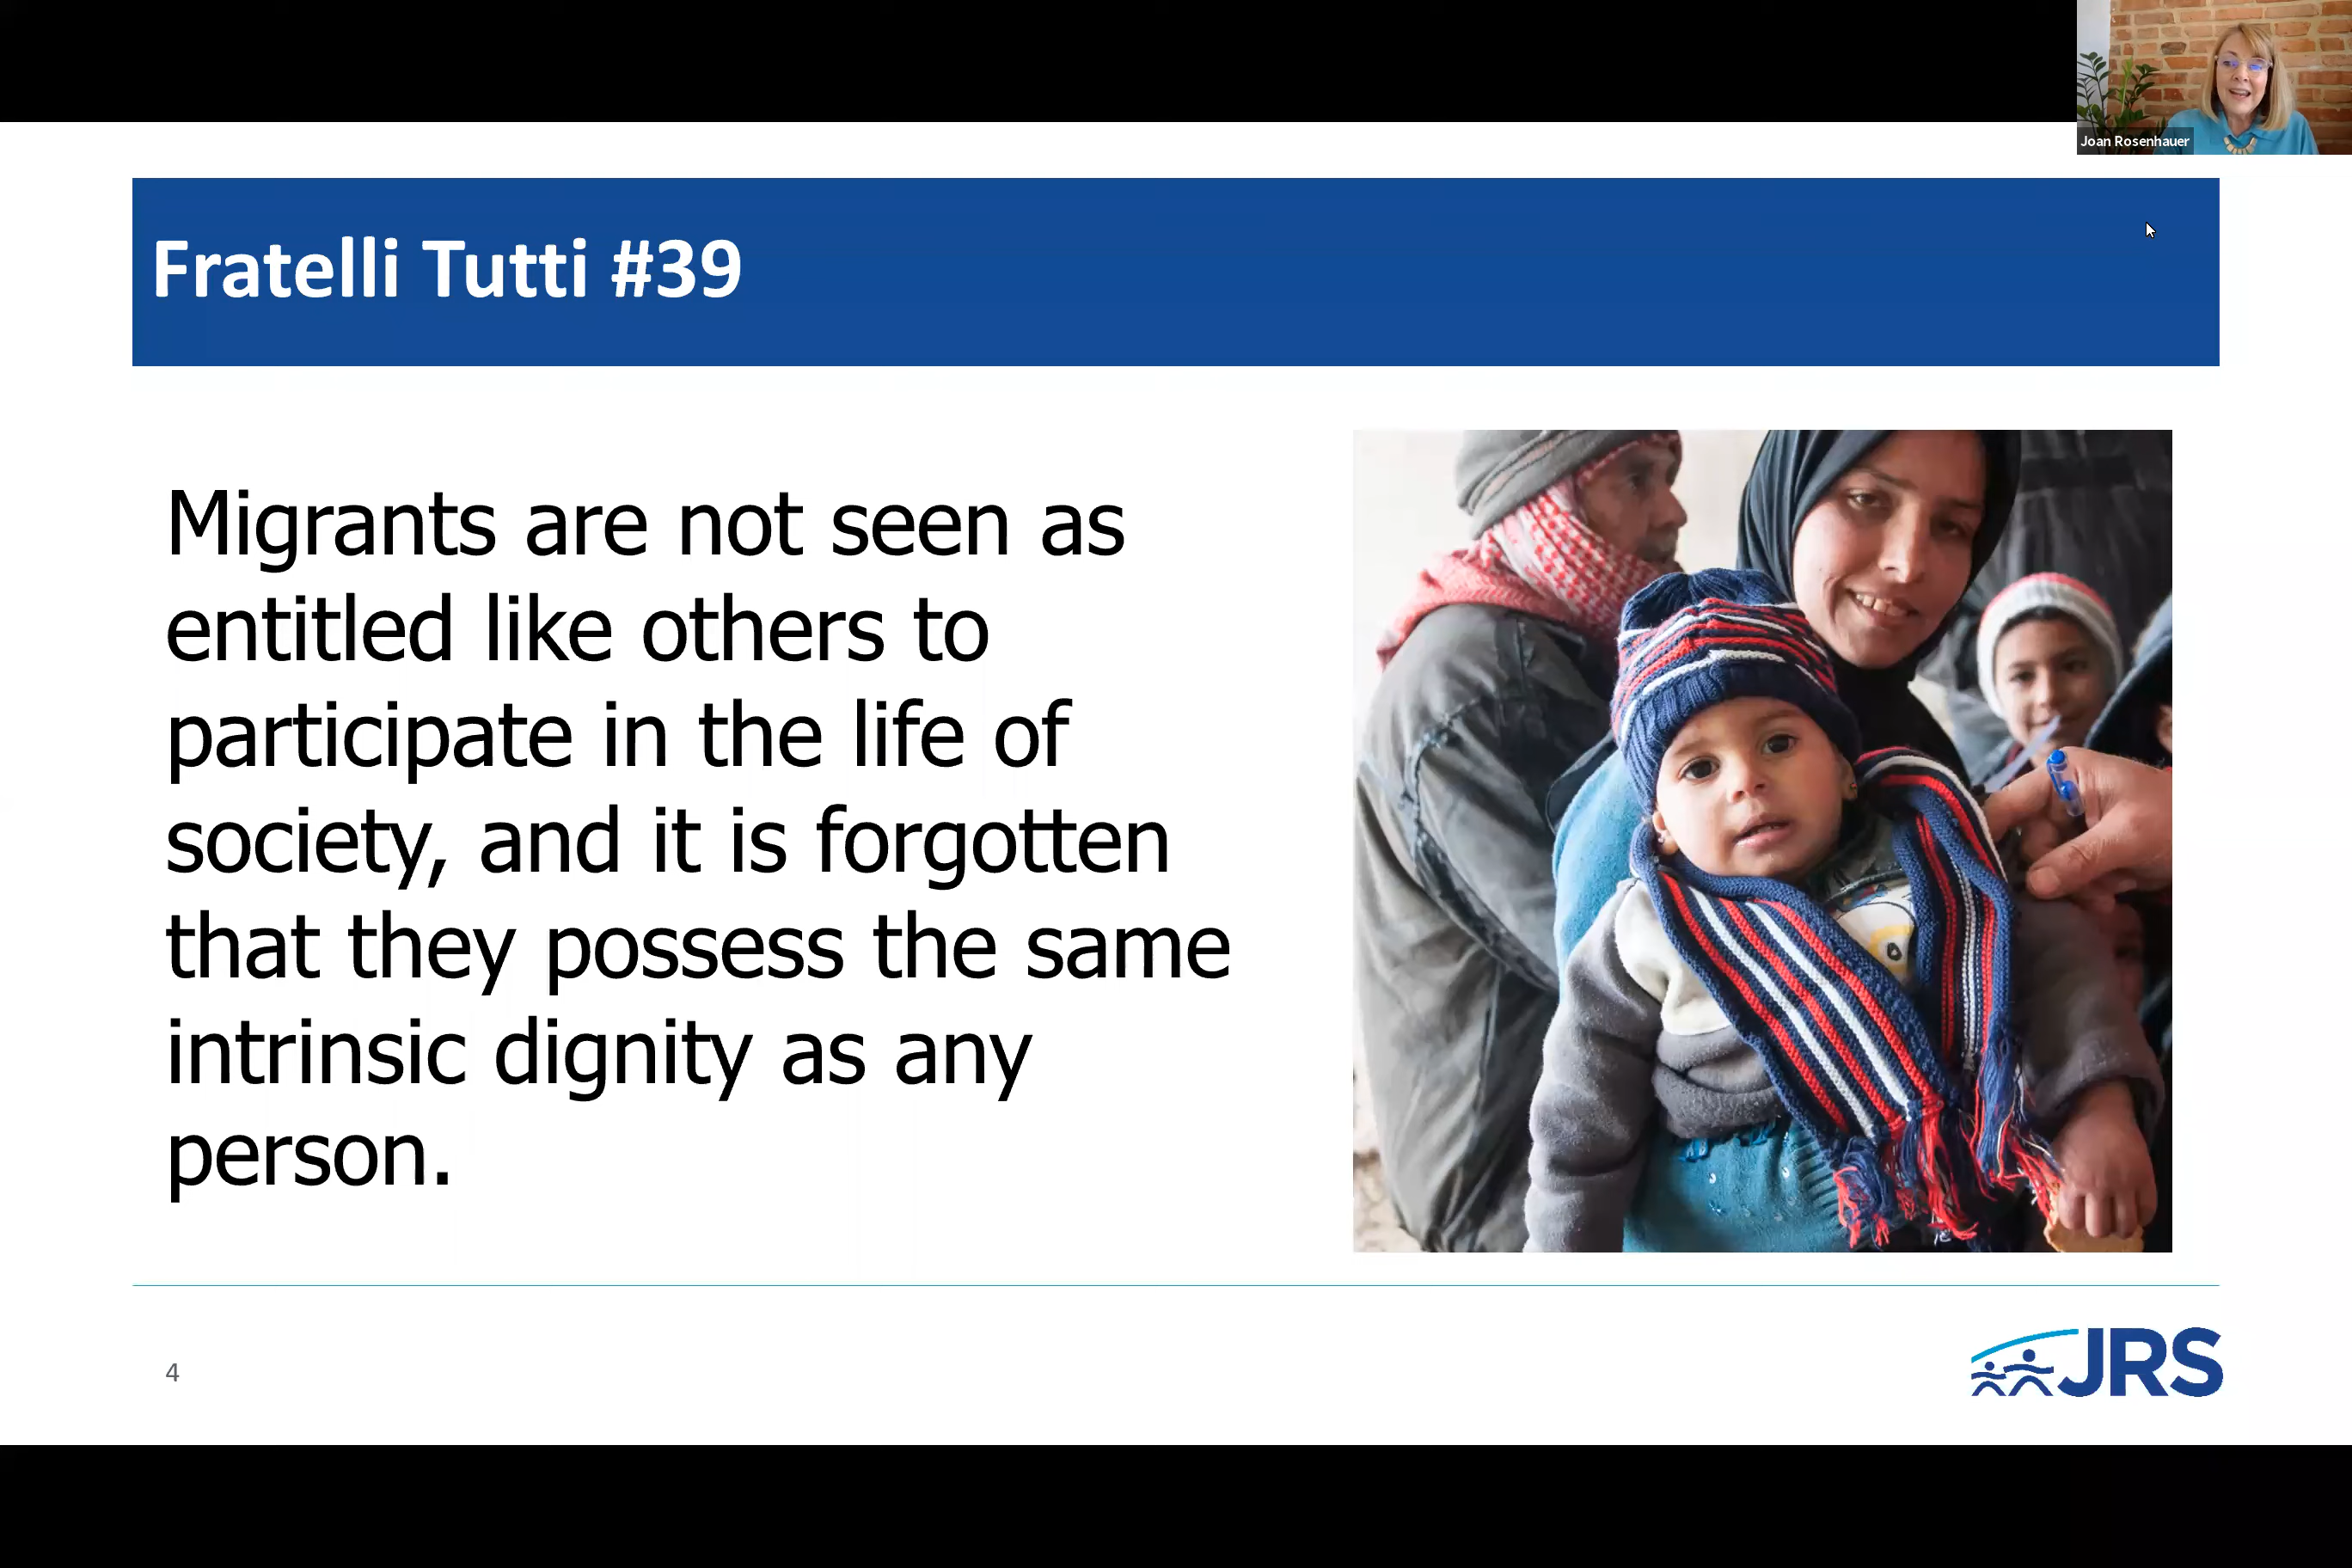 Joan Rosenhauer
Fratelli Tutti #39
Migrants are not seen as
entitled like others to
participate in the life of
society, and it is forgotten
that they possess the same
intrinsic dignity as any
person.
4
JRS